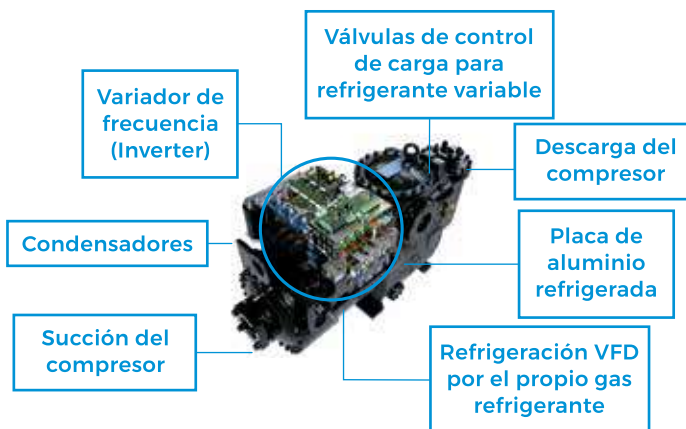 Válvulas de control
de carga para
refrigerante variable
Variador de
frecuencia
(Inverter)
Descarga del
compresor
Condensadores
Placa de
aluminio
refrigerada
Succión del
compresor
Refrigeración VFD
por el propio gas
refrigerante